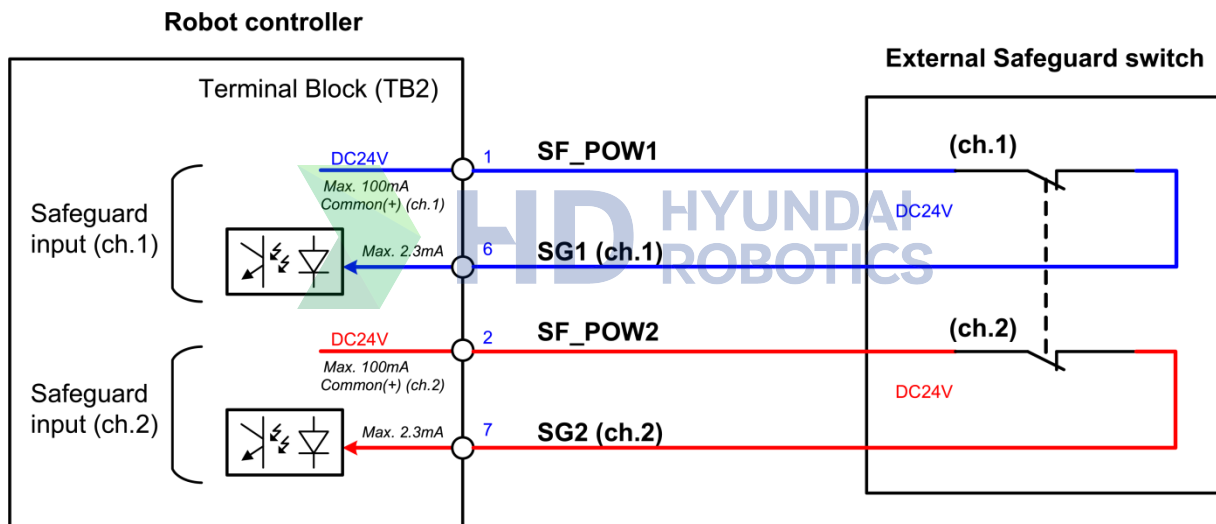 Robot controller
External Safeguard switch
Terminal Block (TB2)
DC24V
1
SF_POW1
(ch.1)
Max. 100mA
Common(+) (ch.1)
Safeguard
input (ch.1)
DC24V
HD HYUNDAI
ROBOTICS
Max. 2.3mA
6
SG1 (ch.1)
DC24V
2
SF_POW2
(ch.2)
Max. 100mA
Common(+) (ch.2)
Safeguard
input (ch.2)
DC24V
Max. 2.3mA
7
SG2 (ch.2)